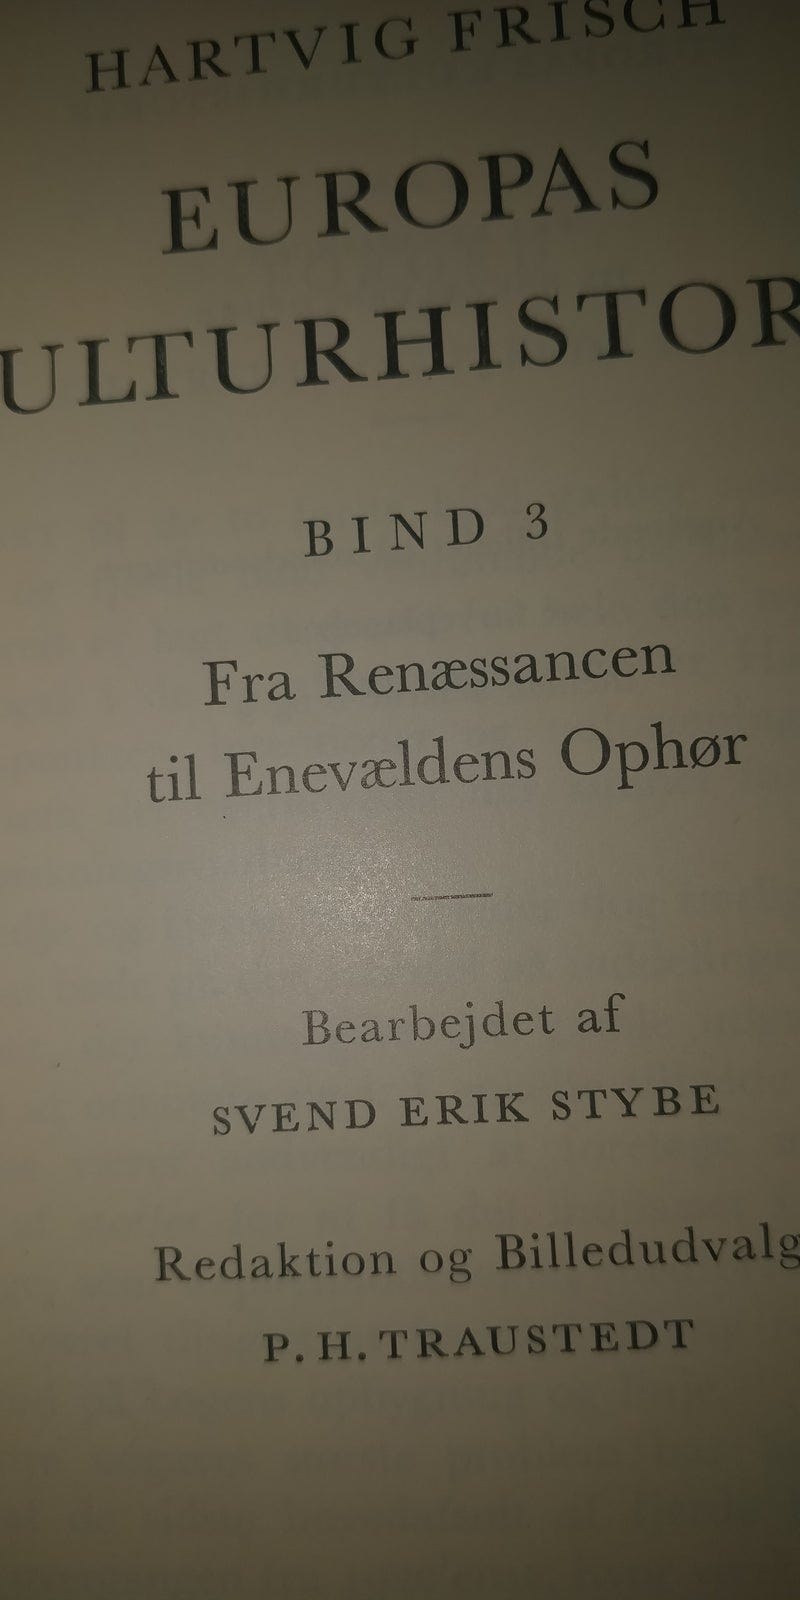 HARTVIG FRISCH
EUROPAS
ULTURHISTOR
BIND 3
Fra Renæssancen
til Enevældens Ophør
Bearbejdet af
SVEND ERIK STYBE
Redaktion og Billedudvalg
P. H. TRAUSTEDT